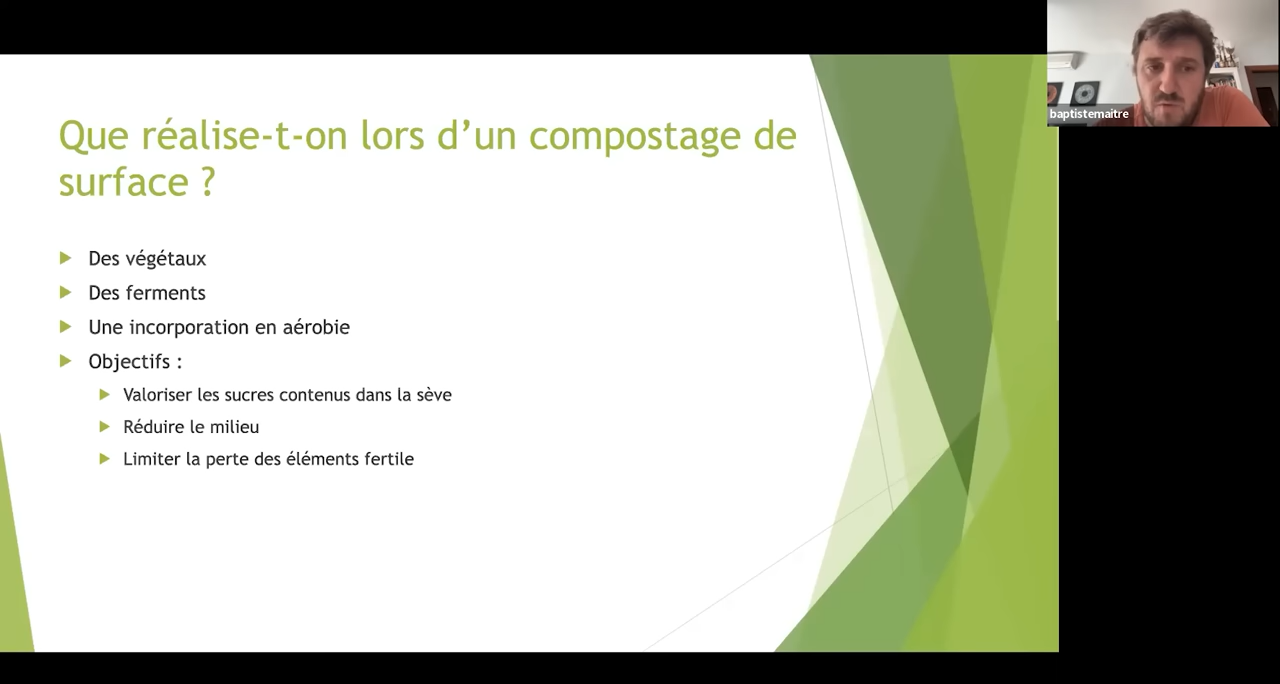 Que réalise-t-on lors d’un compostage de
surface ?
Des végétaux
Des ferments
Une incorporation en aérobie
Objectifs :
Valoriser les sucres contenus dans la sève
Réduire le milieu
Limiter la perte des éléments fertile
baptistemaitre